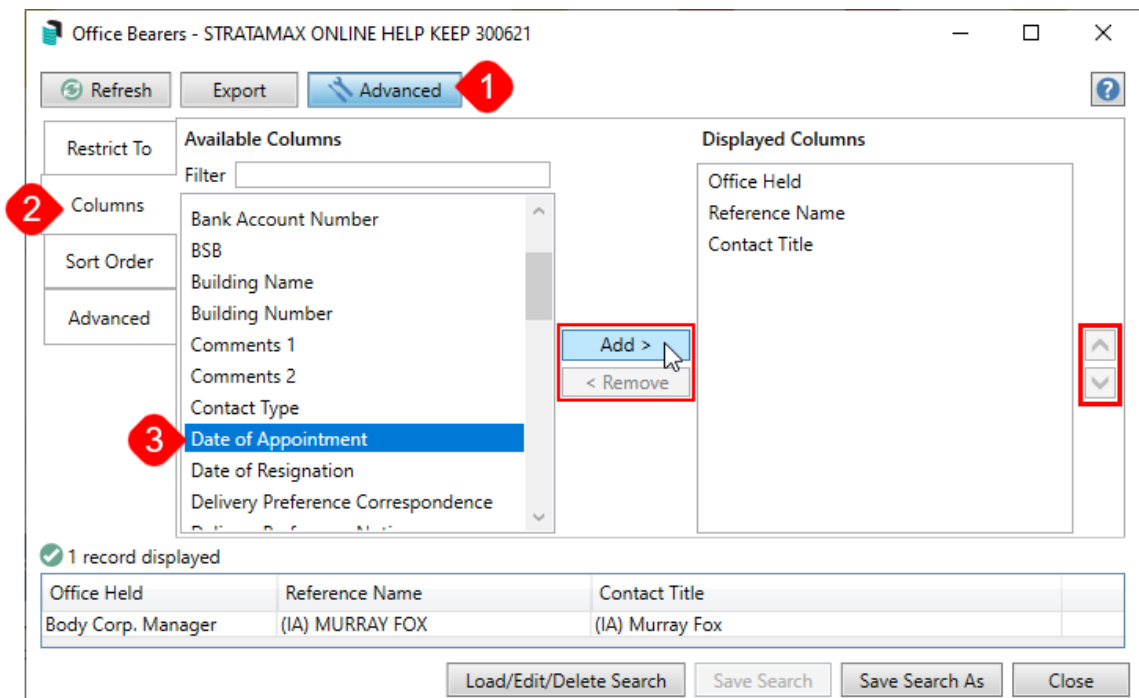 Office Bearers - STRATAMAX ONLINE HELP KEEP 300621
Refresh
Export
Advanced
1
?
Restrict To
Columns
2
Sort Order
Advanced
Available Columns
Filter
Bank Account Number
BSB
Building Name
Building Number
Comments 1
Comments 2
Contact Type
3
Date of Appointment
Date of Resignation
Delivery Preference Correspondence
Add >
< Remove
Displayed Columns
Office Held
Reference Name
Contact Title
1 record displayed
Office Held Reference Name Contact Title
Body Corp. Manager (IA) MURRAY FOX (IA) Murray Fox
Load/Edit/Delete Search
Save Search
Save Search As
Close